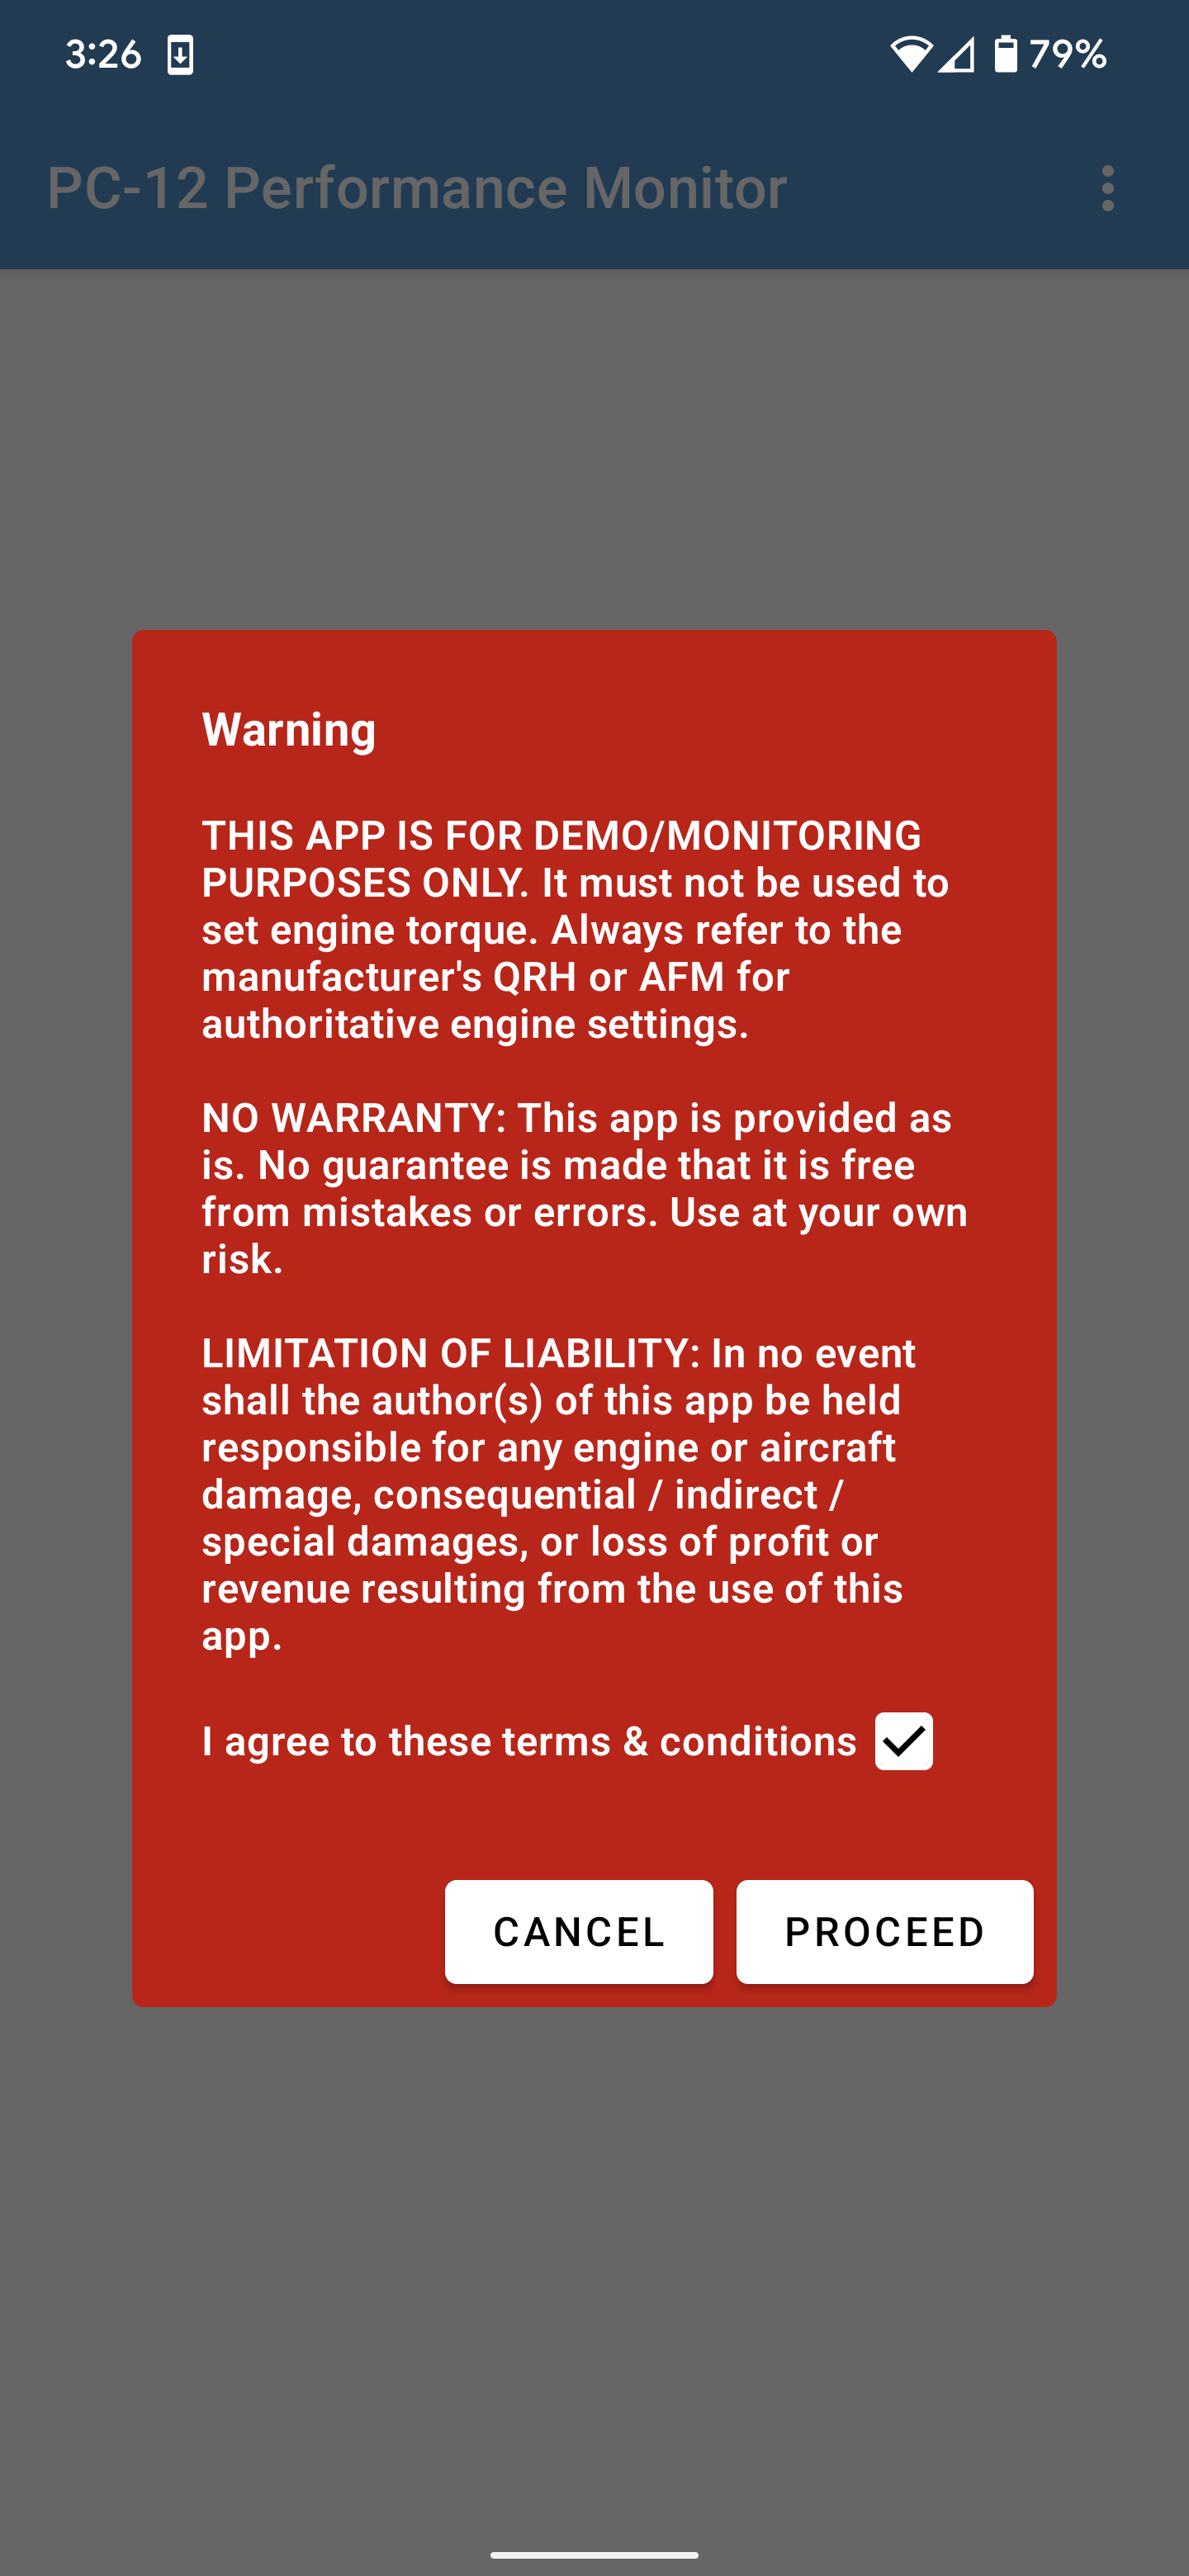 3:26
79%
PC-12 Performance Monitor
Warning
THIS APP IS FOR DEMO/MONITORING
PURPOSES ONLY. It must not be used to
set engine torque. Always refer to the
manufacturer's QRH or AFM for
authoritative engine settings.
NO WARRANTY: This app is provided as
is. No guarantee is made that it is free
from mistakes or errors. Use at your own
risk.
LIMITATION OF LIABILITY: In no event
shall the author(s) of this app be held
responsible for any engine or aircraft
damage, consequential / indirect /
special damages, or loss of profit or
revenue resulting from the use of this
app.
I agree to these terms & conditions
CANCEL
PROCEED